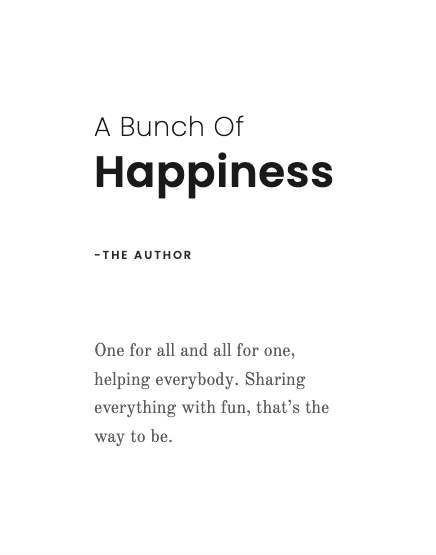 A Bunch Of
Happiness
-THE AUTHOR
One for all and all for one,
helping everybody. Sharing
everything with fun, that’s the
way to be.